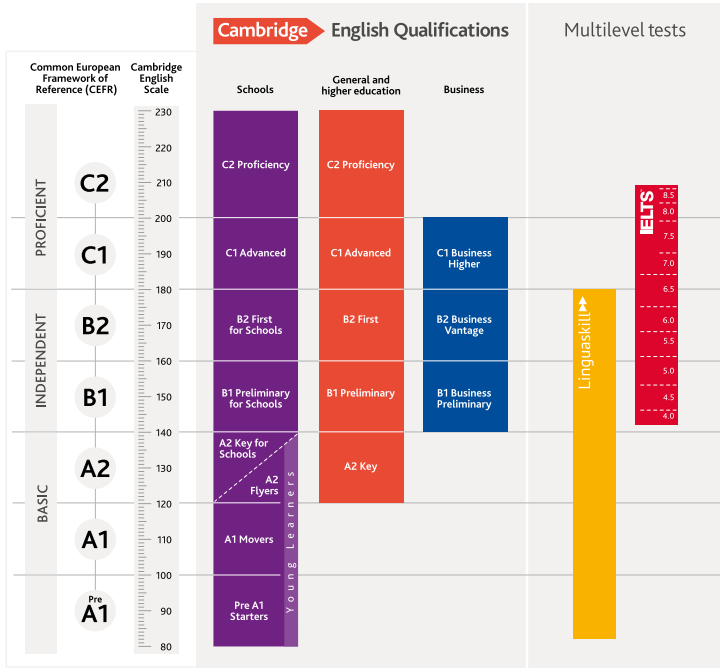 Cambridge English Qualifications
Multilevel tests
Common European
Framework of
Reference (CEFR)
Cambridge
English
Scale
Schools
General and
higher education
Business
PROFICIENT
INDEPENDENT
BASIC
C2
C1
B2
B1
A2
A1
Pre
A1
230
220
210
200
190
180
170
160
150
140
130
120
110
100
90
80
C2 Proficiency
C1 Advanced
B2 First
for Schools
B1 Preliminary
for Schools
A2 Key for
Schools
A2
Flyers
A1 Movers
Pre A1
Starters
Young Learners
C2 Proficiency
C1 Advanced
B2 First
B1 Preliminary
A2 Key
C1 Business
Higher
B2 Business
Vantage
B1 Business
Preliminary
Linguaskill
IELTS
8.5
8.0
7.5
7.0
6.5
6.0
5.5
5.0
4.5
4.0